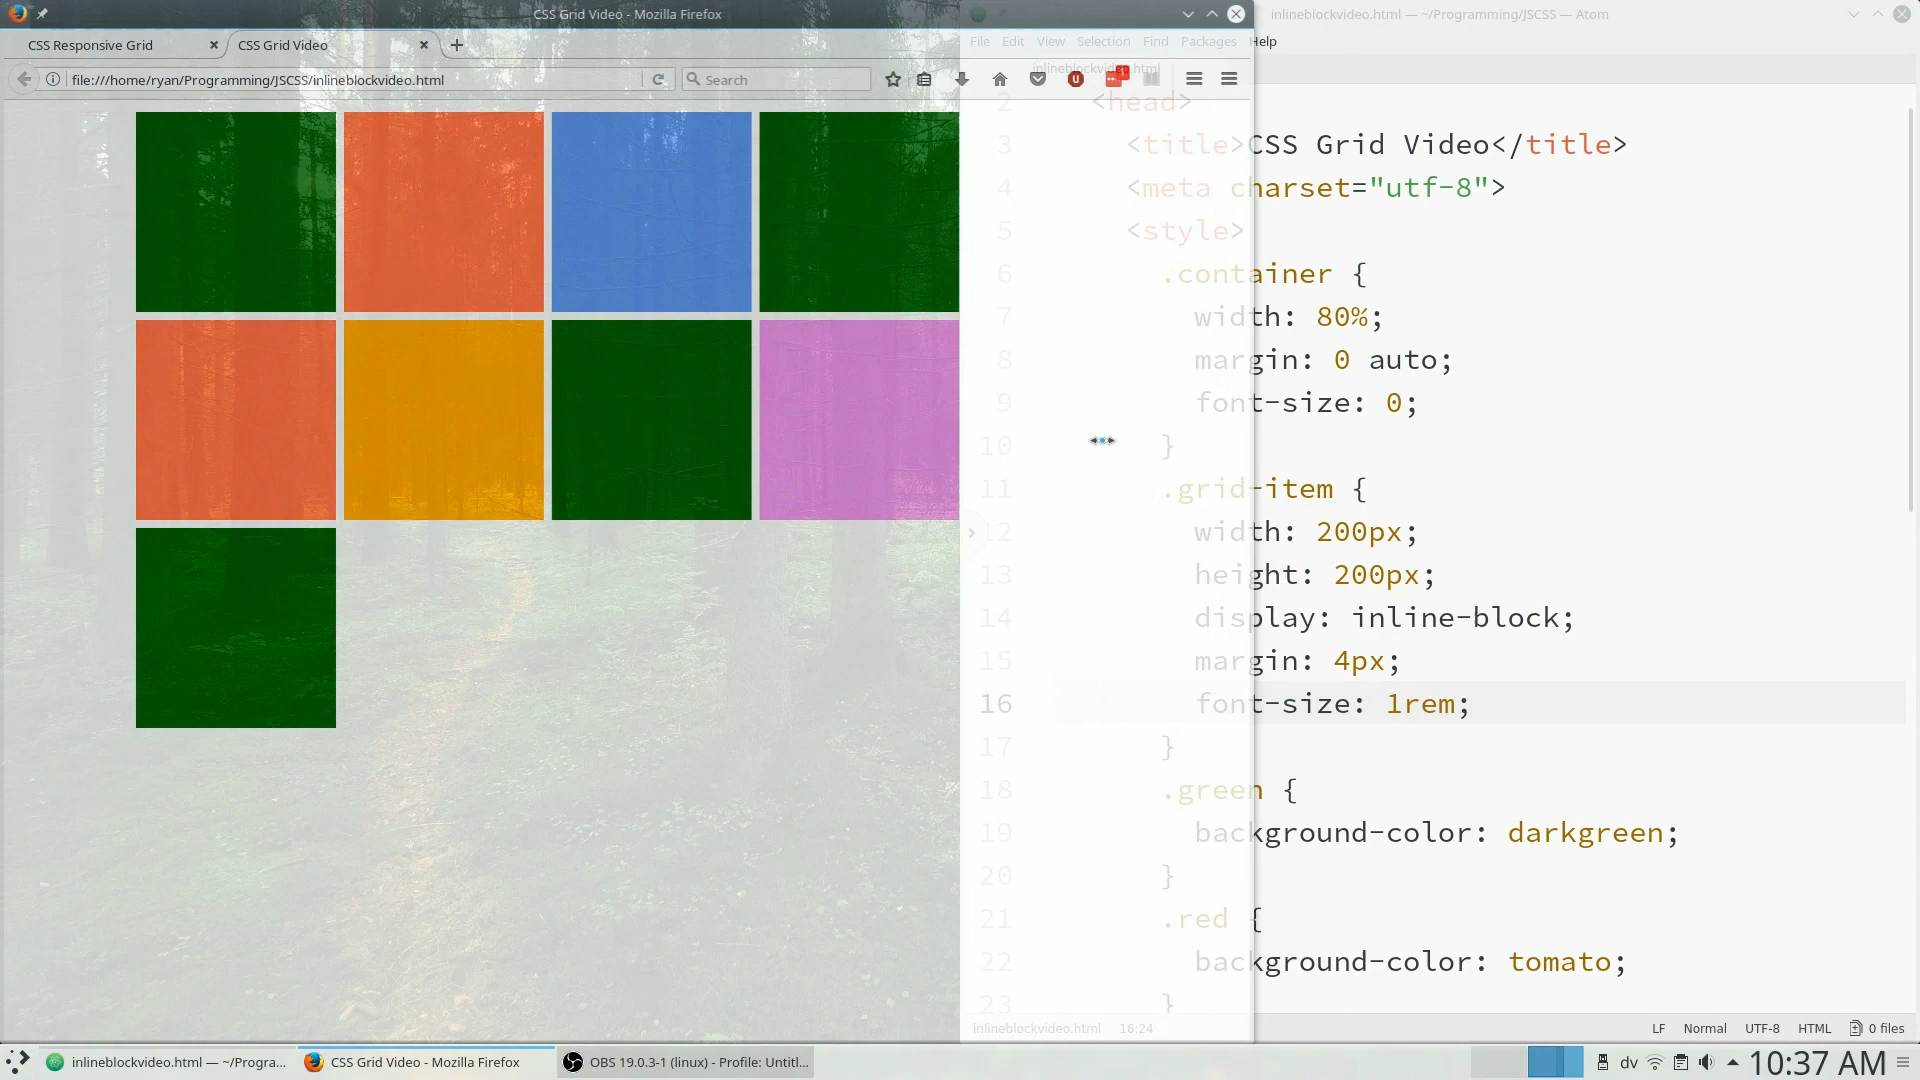 CSS Grid Video - Mozilla Firefox
inlineblockvideo.html — ~/Programming/JSCSS — Atom
CSS Responsive Grid
CSS Grid Video
File Edit View Selection Find Packages Help
file:///home/ryan/Programming/JSCSS/inlineblockvideo.html
Search
inlineblockvideo.html
2 <head>
3 <title>CSS Grid Video</title>
4 <meta charset="utf-8">
5 <style>
6 .container {
7 width: 80%;
8 margin: 0 auto;
9 font-size: 0;
10 }
11 .grid-item {
12 width: 200px;
13 height: 200px;
14 display: inline-block;
15 margin: 4px;
16 font-size: 1rem;
17 }
18 .green {
19 background-color: darkgreen;
20 }
21 .red {
22 background-color: tomato;
23 }
inlineblockvideo.html 16:24
LF Normal UTF-8 HTML 0 files
inlineblockvideo.html — ~/Progra...
CSS Grid Video - Mozilla Firefox
OBS 19.0.3-1 (linux) - Profile: Untitl...
dv
10:37 AM